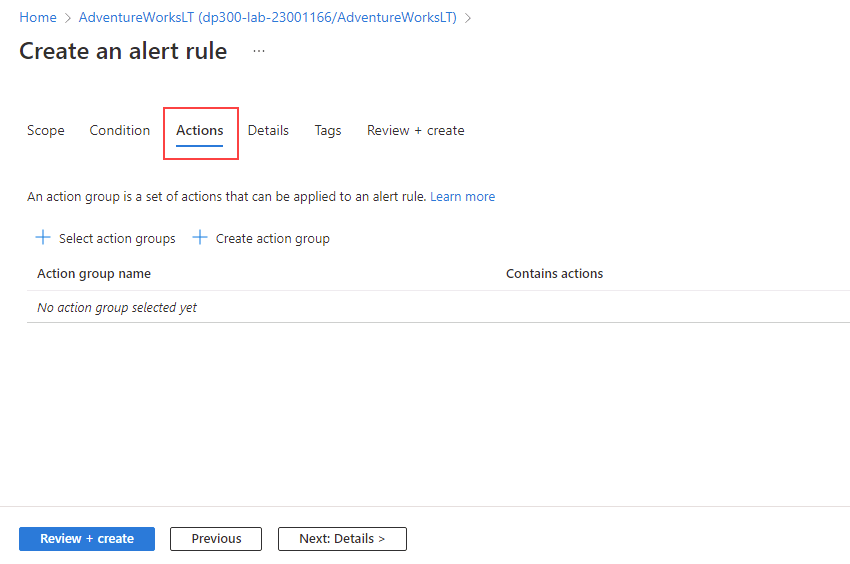 Home > AdventureWorksLT (dp300-lab-23001166/AdventureWorksLT) >
Create an alert rule ...
Scope Condition Actions Details Tags Review + create
An action group is a set of actions that can be applied to an alert rule. Learn more
+ Select action groups + Create action group
Action group name Contains actions
No action group selected yet
Review + create Previous Next: Details >